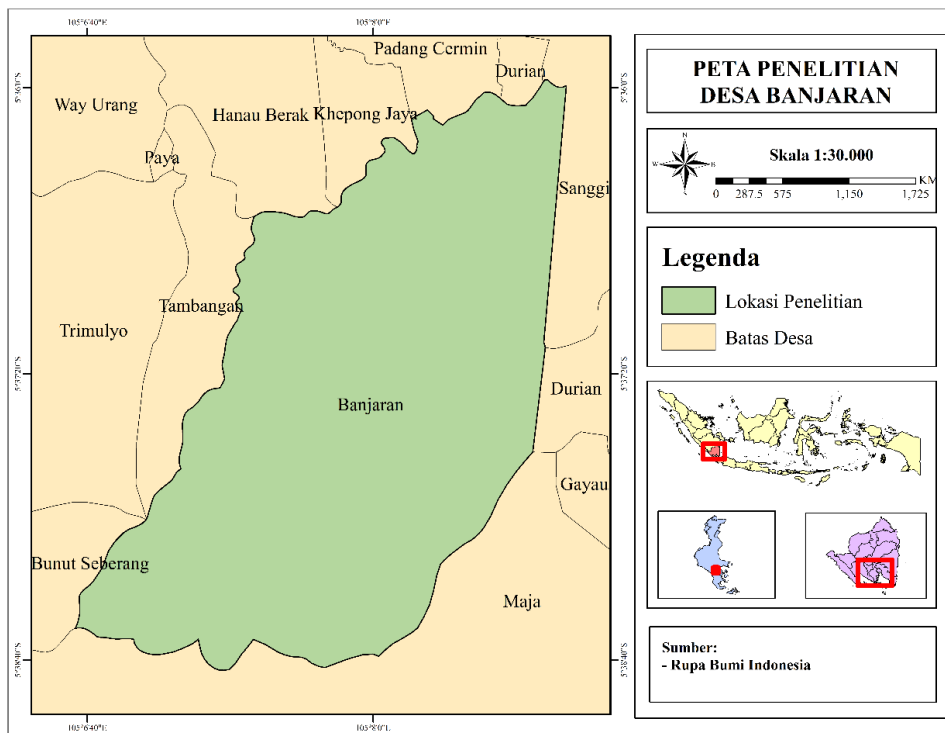 105°6'40"E
105°8'0"E
Padang Cermin
Durian
5°36'0"S
5°36'0"S
Way Urang
Hanau Berak
Khepong Jaya
Paya
Sanggi
Tambangan
Trimulyo
5°37'20"S
5°37'20"S
Durian
Banjaran
Gayau
Bunut Seberang
Maja
5°38'40"S
5°38'40"S
105°6'40"E
105°8'0"E
PETA PENELITIAN
DESA BANJARAN
N
W
E
S
Skala 1:30.000
KM
0 287.5 575 1,150 1,725
Legenda
Lokasi Penelitian
Batas Desa
Sumber:
- Rupa Bumi Indonesia